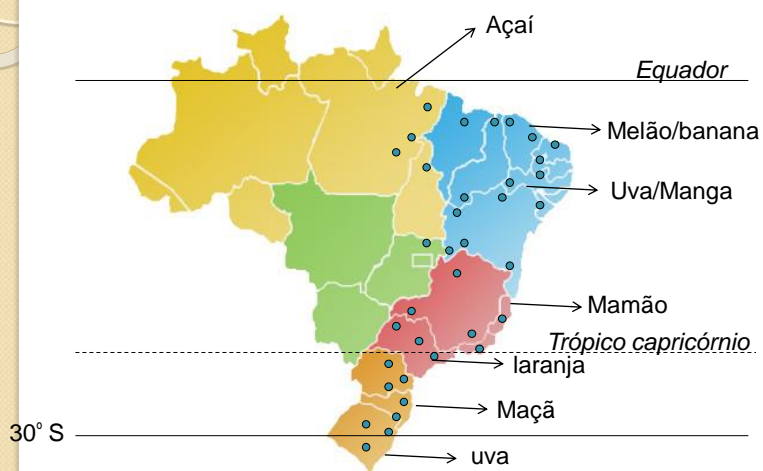 Açaí
Equador
Melão/banana
Uva/Manga
Mamão
Trópico capricórnio
laranja
Maçã
30° S
uva